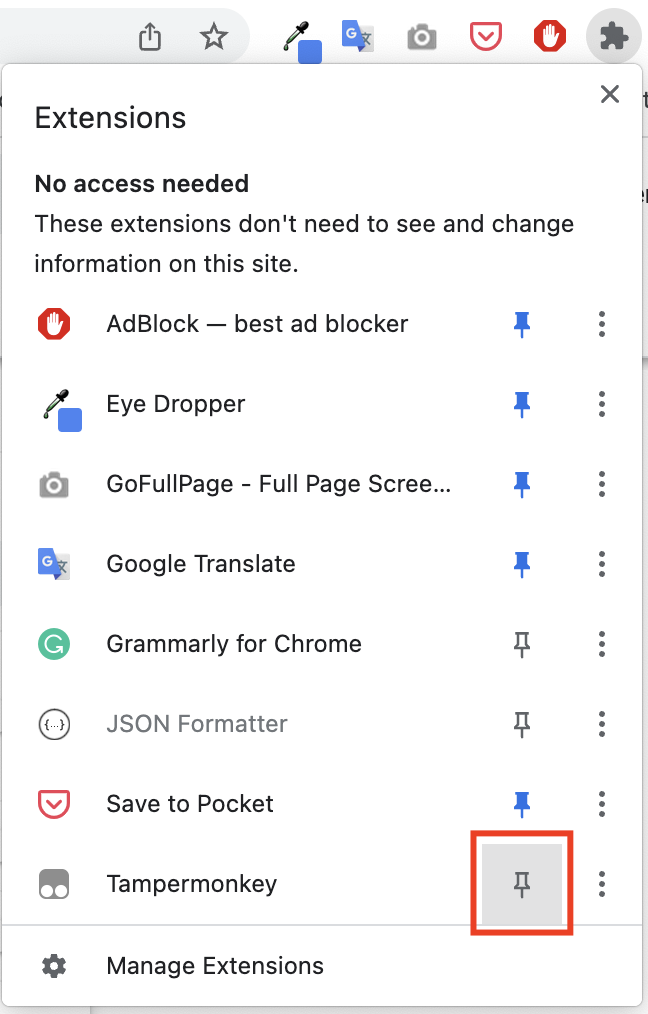 Extensions
No access needed
These extensions don't need to see and change
information on this site.
AdBlock — best ad blocker
Eye Dropper
GoFullPage - Full Page Scree...
Google Translate
Grammarly for Chrome
{...} JSON Formatter
Save to Pocket
Tampermonkey
Manage Extensions